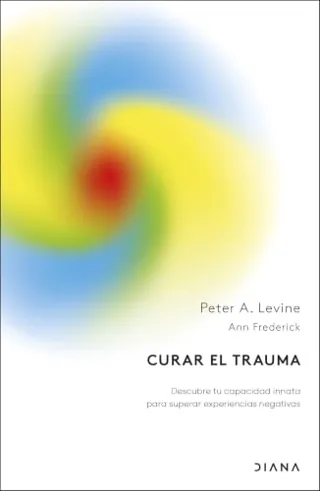 Peter A. Levine
Ann Frederick
CURAR EL TRAUMA
Descubre tu capacidad innata
para superar experiencias negativas
DIANA